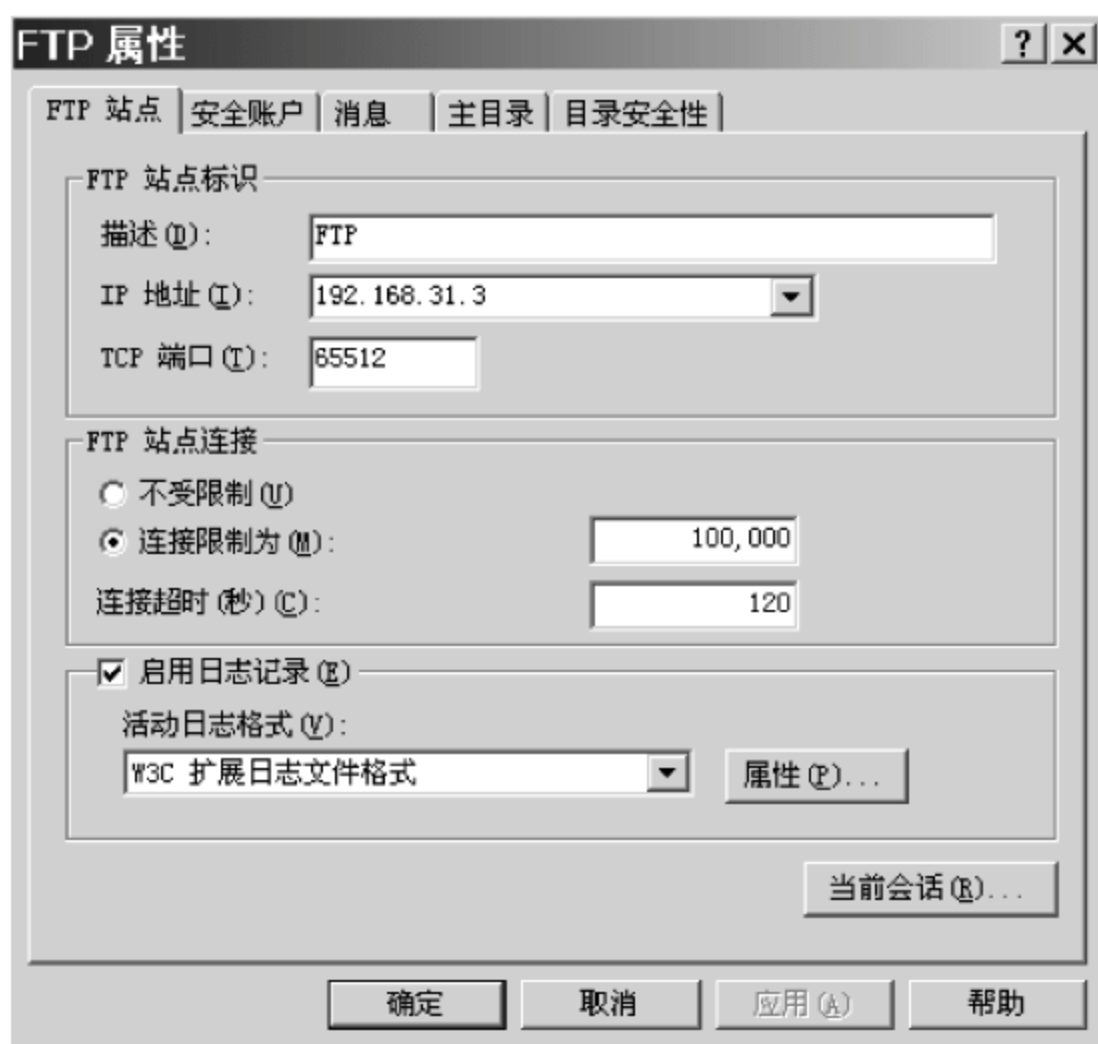 FTP 属性
FTP 站点 安全账户 消息 主目录 目录安全性
FTP 站点标识
描述(D): FTP
IP 地址(I): 192.168.31.3
TCP 端口(T): 65512
FTP 站点连接
不受限制(U)
连接限制为(M): 100,000
连接超时(秒)(C): 120
启用日志记录(E)
活动日志格式(V):
W3C 扩展日志文件格式 属性(P)...
当前会话(R)...
确定 取消 应用(A) 帮助